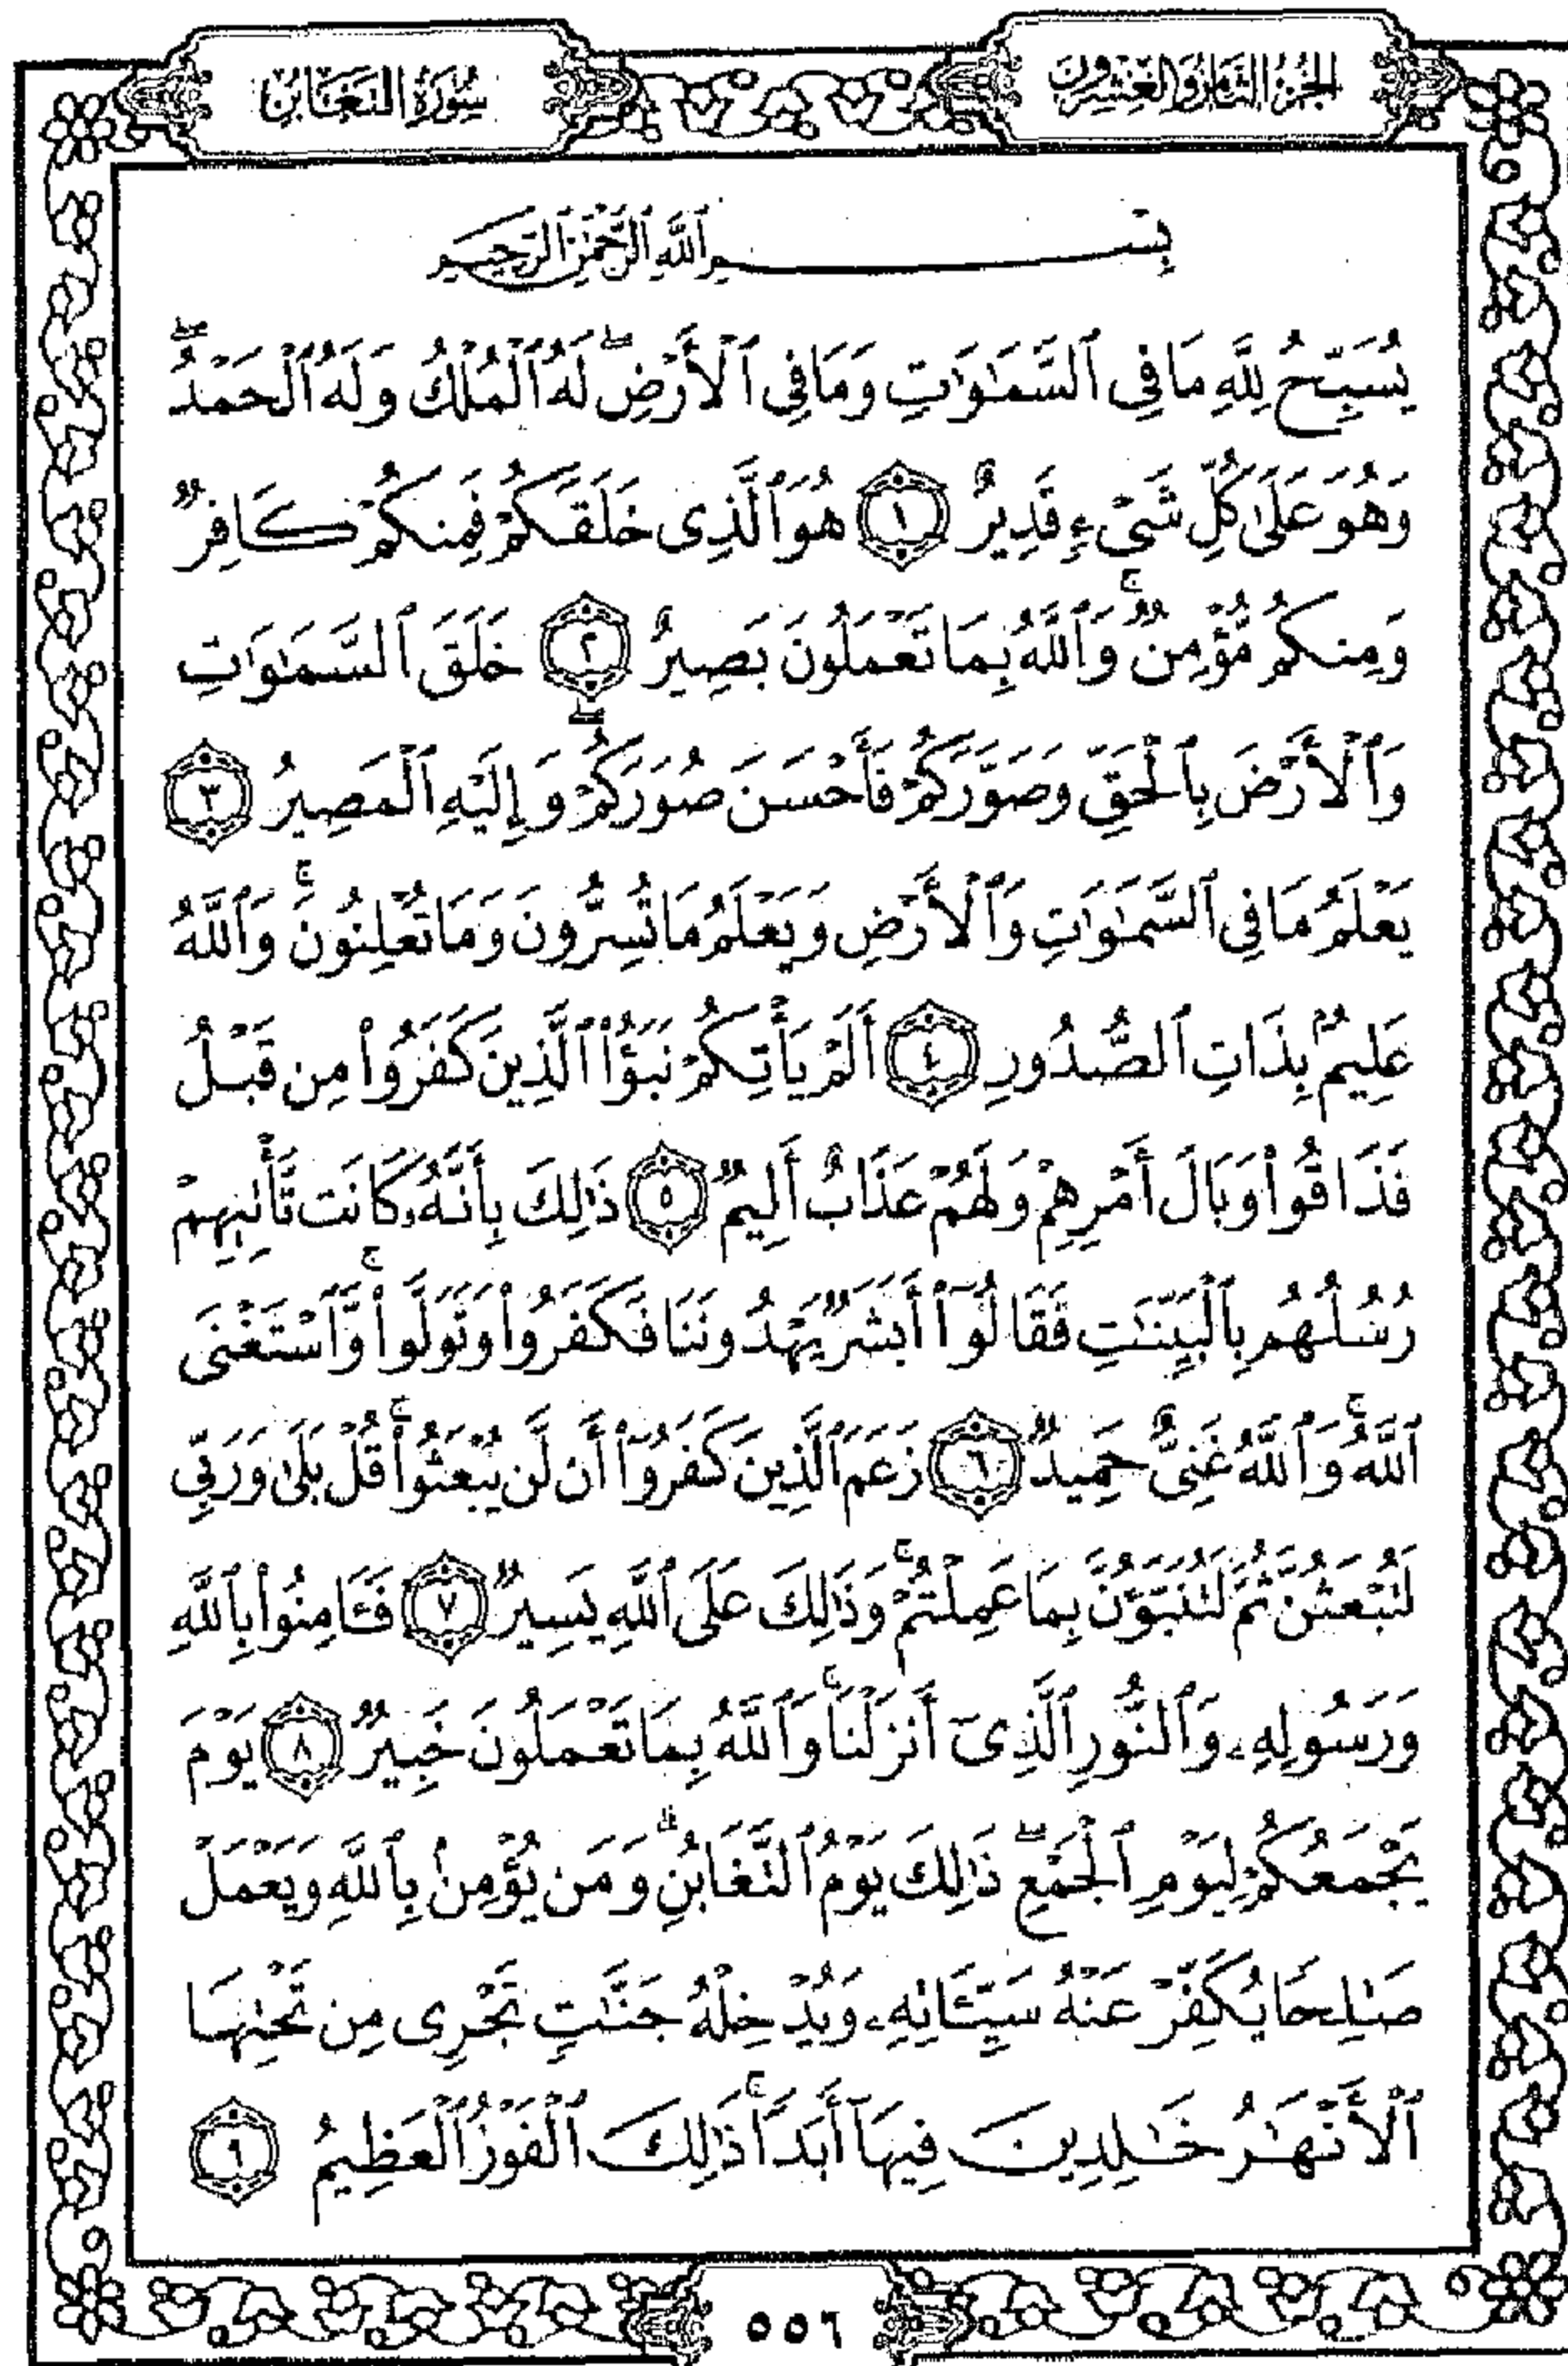 الجزء الثامن والعشرون
سورة التغابن
بِسْمِ ٱللَّهِ ٱلرَّحْمَٰنِ ٱلرَّحِيمِ
يُسَبِّحُ لِلَّهِ مَا فِى ٱلسَّمَٰوَٰتِ وَمَا فِى ٱلْأَرْضِ ۖ لَهُ ٱلْمُلْكُ وَلَهُ ٱلْحَمْدُ ۖ
وَهُوَ عَلَىٰ كُلِّ شَىْءٍ قَدِيرٌ ١ هُوَ ٱلَّذِى خَلَقَكُمْ فَمِنكُمْ كَافِرٌ
وَمِنكُم مُّؤْمِنٌ ۚ وَٱللَّهُ بِمَا تَعْمَلُونَ بَصِيرٌ ٢ خَلَقَ ٱلسَّمَٰوَٰتِ
وَٱلْأَرْضَ بِٱلْحَقِّ وَصَوَّرَكُمْ فَأَحْسَنَ صُوَرَكُمْ ۖ وَإِلَيْهِ ٱلْمَصِيرُ ٣
يَعْلَمُ مَا فِى ٱلسَّمَٰوَٰتِ وَٱلْأَرْضِ وَيَعْلَمُ مَا تُسِرُّونَ وَمَا تُعْلِنُونَ ۚ وَٱللَّهُ
عَلِيمٌۢ بِذَاتِ ٱلصُّدُورِ ٤ أَلَمْ يَأْتِكُمْ نَبَؤُا۟ ٱلَّذِينَ كَفَرُوا۟ مِن قَبْلُ
فَذَاقُوا۟ وَبَالَ أَمْرِهِمْ وَلَهُمْ عَذَابٌ أَلِيمٌ ٥ ذَٰلِكَ بِأَنَّهُۥ كَانَت تَّأْتِيهِمْ
رُسُلُهُم بِٱلْبَيِّنَٰتِ فَقَالُوٓا۟ أَبَشَرٌ يَهْدُونَنَا فَكَفَرُوا۟ وَتَوَلَّوا۟ ۚ وَّٱسْتَغْنَى
ٱللَّهُ ۚ وَٱللَّهُ غَنِىٌّ حَمِيدٌ ٦ زَعَمَ ٱلَّذِينَ كَفَرُوٓا۟ أَن لَّن يُبْعَثُوا۟ ۚ قُلْ بَلَىٰ وَرَبِّى
لَتُبْعَثُنَّ ثُمَّ لَتُنَبَّؤُنَّ بِمَا عَمِلْتُمْ ۚ وَذَٰلِكَ عَلَى ٱللَّهِ يَسِيرٌ ٧ فَـَٔامِنُوا۟ بِٱللَّهِ
وَرَسُولِهِۦ وَٱلنُّورِ ٱلَّذِىٓ أَنزَلْنَا ۚ وَٱللَّهُ بِمَا تَعْمَلُونَ خَبِيرٌ ٨ يَوْمَ
يَجْمَعُكُمْ لِيَوْمِ ٱلْجَمْعِ ۖ ذَٰلِكَ يَوْمُ ٱلتَّغَابُنِ ۗ وَمَن يُؤْمِنۢ بِٱللَّهِ وَيَعْمَلْ
صَٰلِحًا يُكَفِّرْ عَنْهُ سَيِّـَٔاتِهِۦ وَيُدْخِلْهُ جَنَّٰتٍ تَجْرِى مِن تَحْتِهَا
ٱلْأَنْهَٰرُ خَٰلِدِينَ فِيهَآ أَبَدًا ۚ ذَٰلِكَ ٱلْفَوْزُ ٱلْعَظِيمُ ٩
٥٥٦